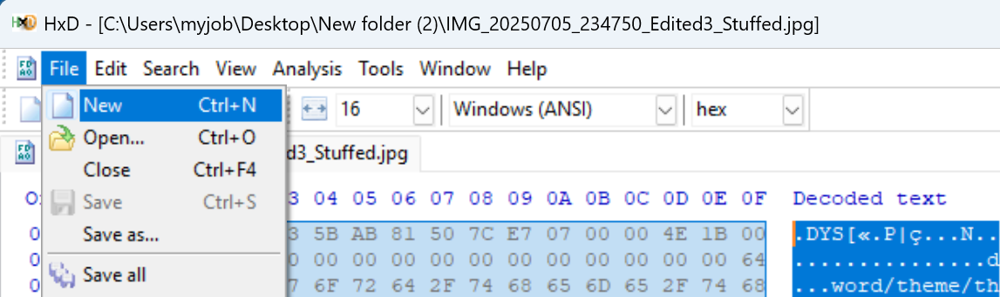 HxD - [C:\Users\myjob\Desktop\New folder (2)\IMG_20250705_234750_Edited3_Stuffed.jpg]
File Edit Search View Analysis Tools Window Help
New Ctrl+N 16 Windows (ANSI) hex
Open... Ctrl+O
d3_Stuffed.jpg
Close Ctrl+F4
Save Ctrl+S
3 04 05 06 07 08 09 0A 0B 0C 0D 0E 0F Decoded text
Save as...
0 3 5B AB 81 50 7C E7 07 00 00 4E 1B 00 .DYS[«.P|ç...N..
0 0 00 00 00 00 00 00 00 00 00 00 00 64 ...............d
Save all
0 7 6F 72 64 2F 74 68 65 6D 65 2F 74 68 ...word/theme/th